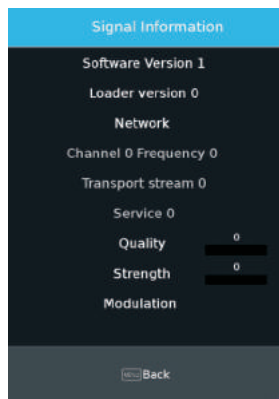 Signal Information
Software Version 1
Loader version 0
Network
Channel 0 Frequency 0
Transport stream 0
Service 0
Quality 0
Strength 0
Modulation
MENU Back